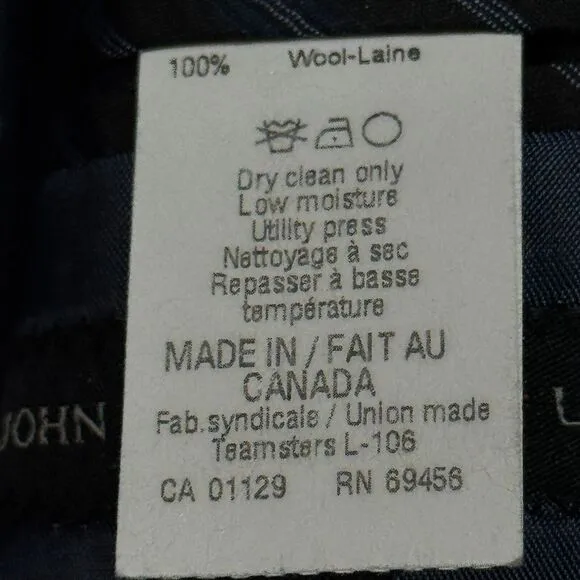 100% Wool-Laine
Dry clean only
Low moisture
Utility press
Nettoyage à sec
Repasser à basse
température
MADE IN / FAIT AU
CANADA
JOHN
Fab.syndicale / Union made
Teamsters L-106
CA 01129 RN 69456